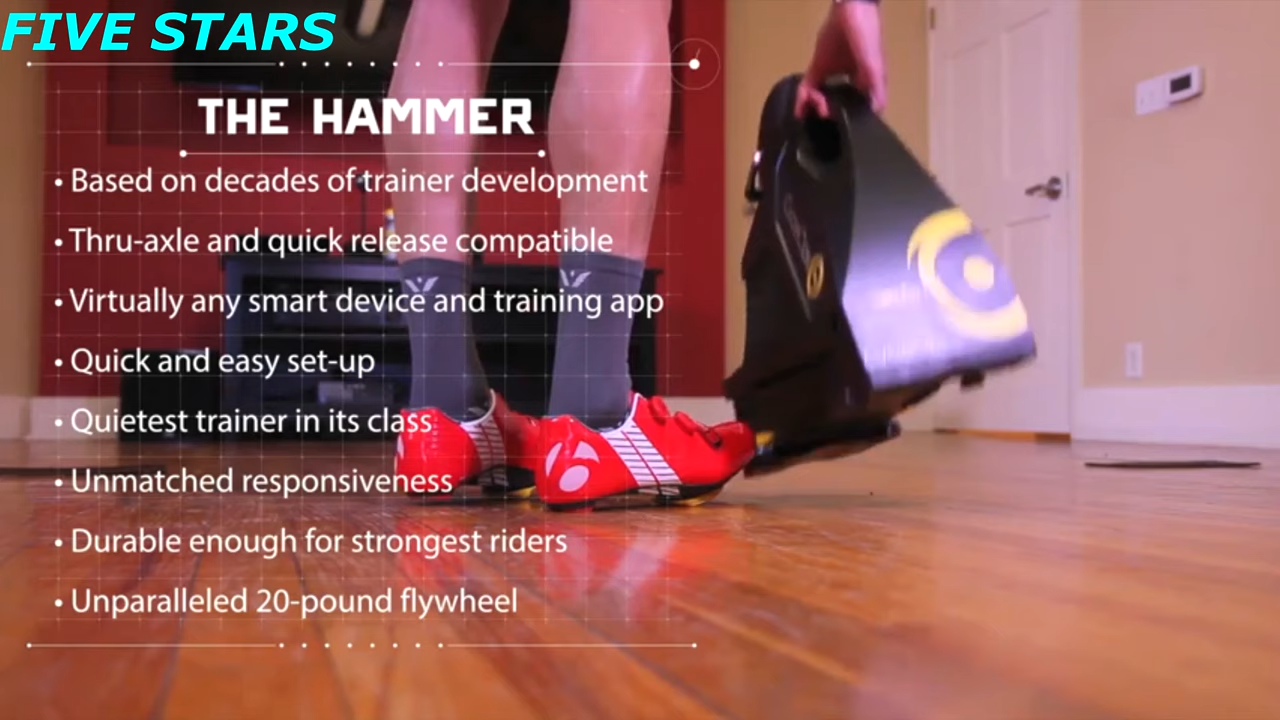 FIVE STARS
THE HAMMER
• Based on decades of trainer development
• Thru-axle and quick release compatible
• Virtually any smart device and training app
• Quick and easy set-up
• Quietest trainer in its class
• Unmatched responsiveness
• Durable enough for strongest riders
• Unparalleled 20-pound flywheel